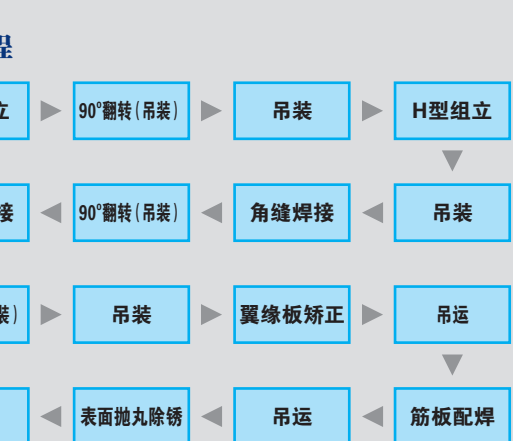 程
立 90°翻转(吊装) 吊装 H型组立
接 90°翻转(吊装) 角缝焊接 吊装
装) 吊装 翼缘板矫正 吊运
表面抛丸除锈 吊运 筋板配焊